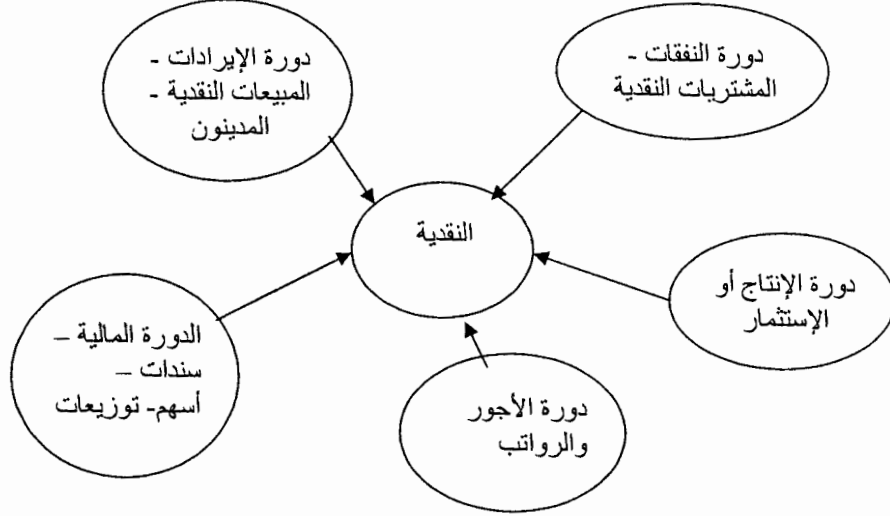 دورة النفقات -
المشتريات النقدية
دورة الإيرادات -
المبيعات النقدية -
المدينون
النقدية
دورة الإنتاج أو
الإستثمار
الدورة المالية –
سندات –
أسهم- توزيعات
دورة الأجور
والرواتب